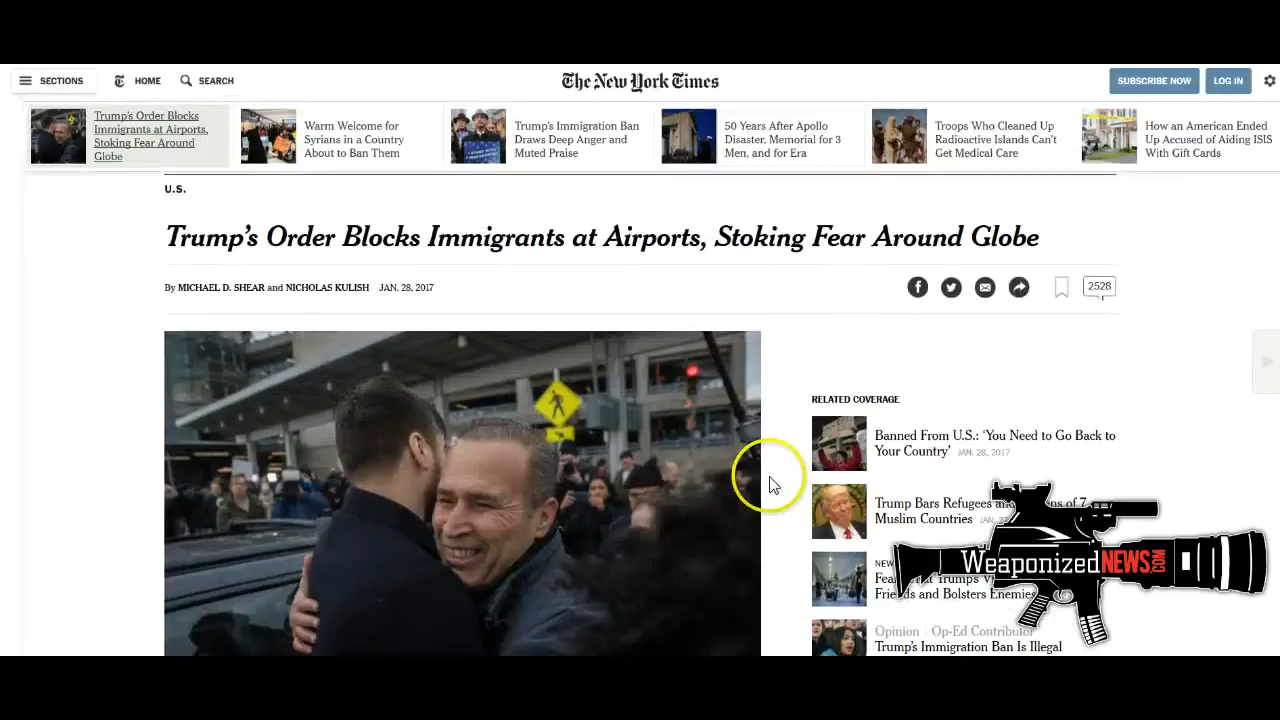 SECTIONS
HOME
SEARCH
The New York Times
SUBSCRIBE NOW
LOG IN
Trump's Order Blocks
Immigrants at Airports,
Stoking Fear Around
Globe
Warm Welcome for
Syrians in a Country
About to Ban Them
Trump's Immigration Ban
Draws Deep Anger and
Muted Praise
50 Years After Apollo
Disaster, Memorial for 3
Men, and for Era
Troops Who Cleaned Up
Radioactive Islands Can't
Get Medical Care
How an American Ended
Up Accused of Aiding ISIS
With Gift Cards
U.S.
Trump's Order Blocks Immigrants at Airports, Stoking Fear Around Globe
By MICHAEL D. SHEAR and NICHOLAS KULISH JAN. 28, 2017
2528
RELATED COVERAGE
Banned From U.S.: 'You Need to Go Back to
Your Country' JAN. 28, 2017
Trump Bars Refugees of 7
Muslim Countries JAN.
WeaponizedNEWS.COM
Friends and Bolsters Enemies
Opinion | Op-Ed Contributor
Trump's Immigration Ban Is Illegal